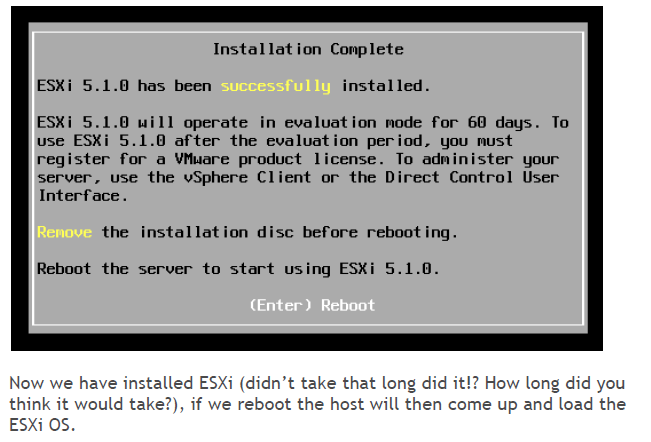 Installation Complete
ESXi 5.1.0 has been successfully installed.
ESXi 5.1.0 will operate in evaluation mode for 60 days. To
use ESXi 5.1.0 after the evaluation period, you must
register for a VMware product license. To administer your
server, use the vSphere Client or the Direct Control User
Interface.
Remove the installation disc before rebooting.
Reboot the server to start using ESXi 5.1.0.
(Enter) Reboot
Now we have installed ESXi (didn’t take that long did it!? How long did you
think it would take?), if we reboot the host will then come up and load the
ESXi OS.